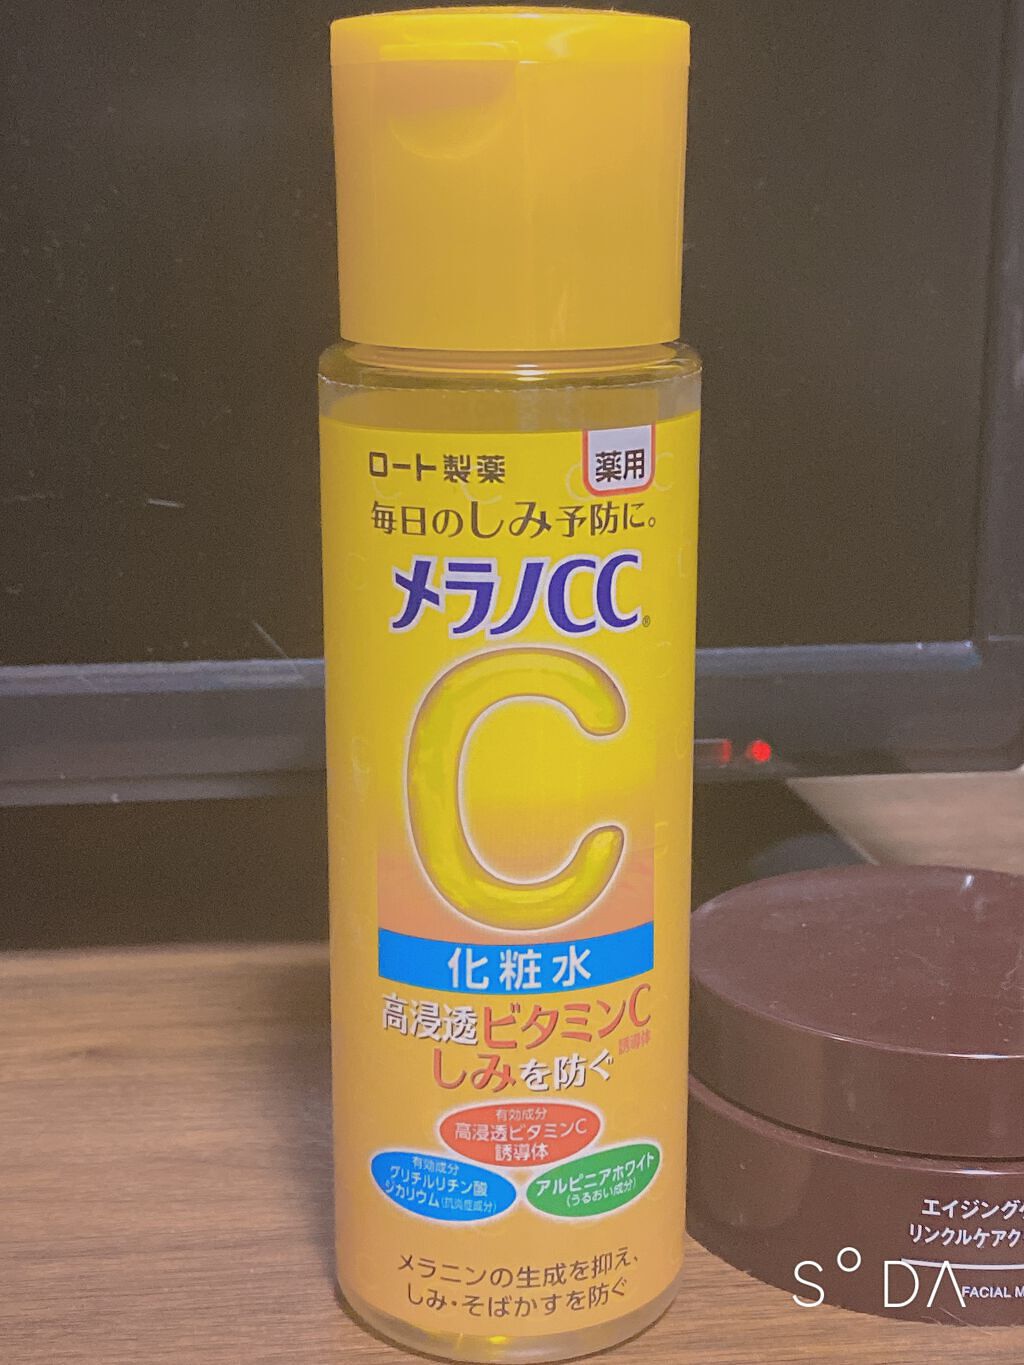 ロート製薬
薬用
毎日のしみ予防に。
メラノCC®
C
化粧水
高浸透ビタミンC
誘導体
しみを防ぐ
有効成分
高浸透ビタミンC
誘導体
有効成分
グリチルリチン酸
ジカリウム(抗炎症成分)
アルピニアホワイト
(うるおい成分)
メラニンの生成を抑え、
しみ・そばかすを防ぐ
エイジング
リンクルケアク
FACIAL M
S°DA